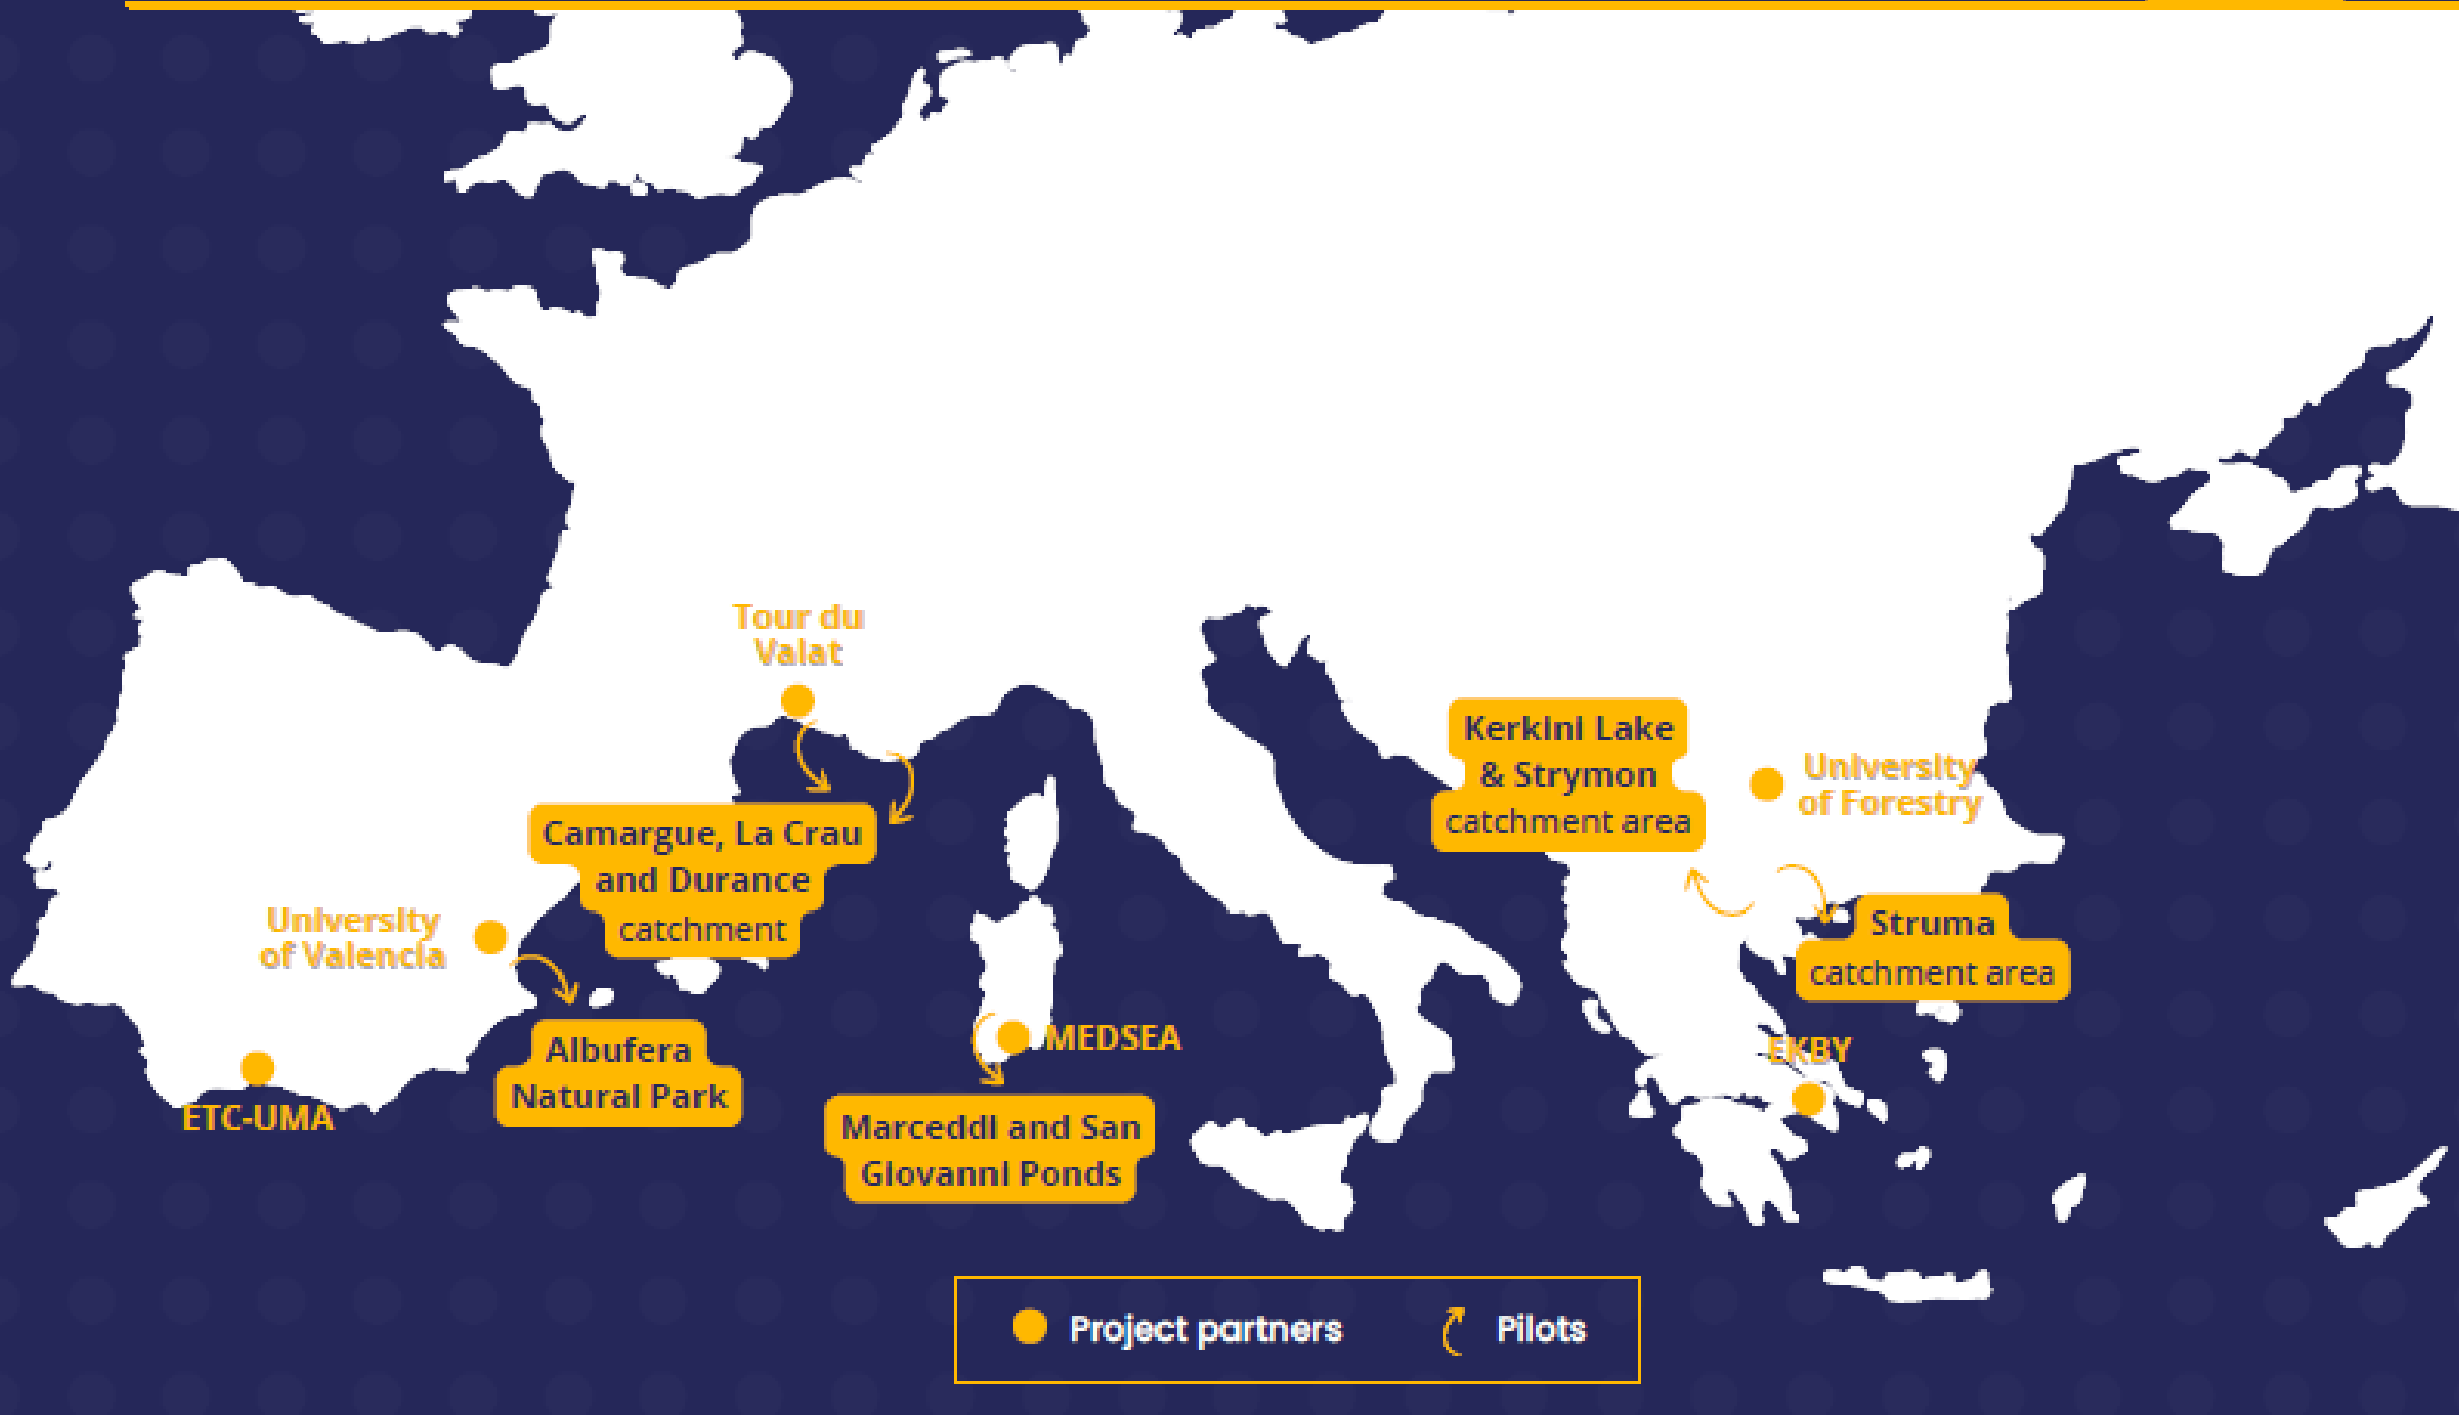 Tour du
Valat
Kerkini Lake
& Strymon
catchment area
University
of Forestry
Camargue, La Crau
and Durance
catchment
University
of Valencia
Struma
catchment area
Albufera
Natural Park
MEDSEA
EKBY
ETC-UMA
Marceddi and San
Giovanni Ponds
Project partners
Pilots